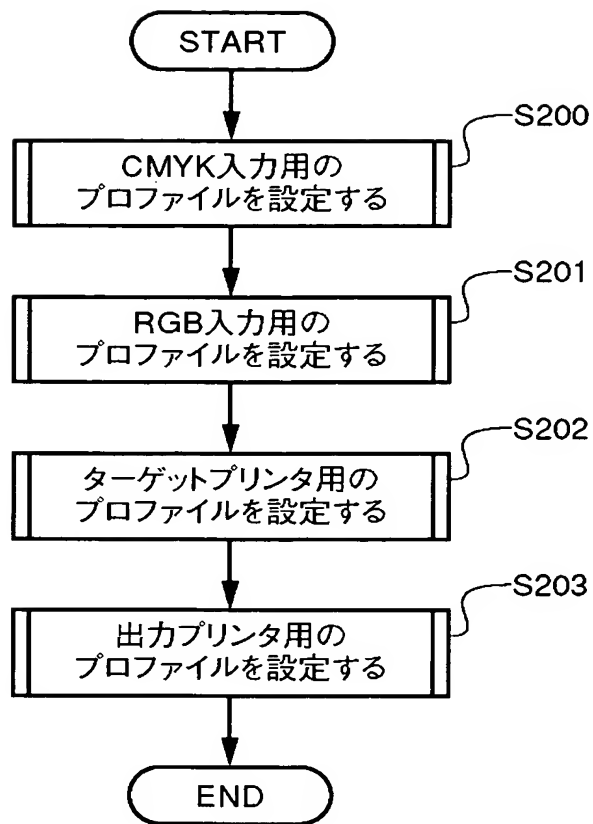 START
CMYK入力用の
プロファイルを設定する
S200
RGB入力用の
プロファイルを設定する
S201
ターゲットプリンタ用の
プロファイルを設定する
S202
出力プリンタ用の
プロファイルを設定する
S203
END